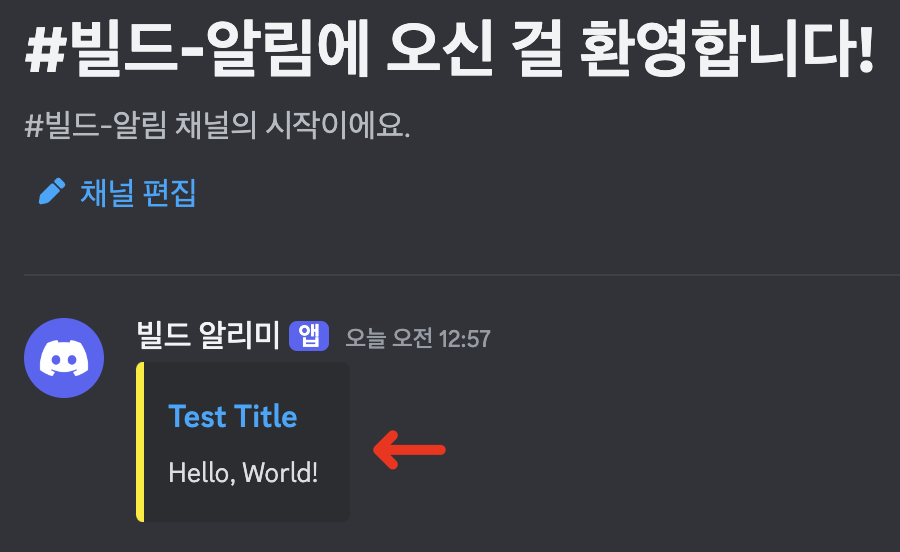 #빌드-알림에 오신 걸 환영합니다!
#빌드-알림 채널의 시작이에요.
채널 편집
빌드 알리미 앱 오늘 오전 12:57
Test Title
Hello, World!